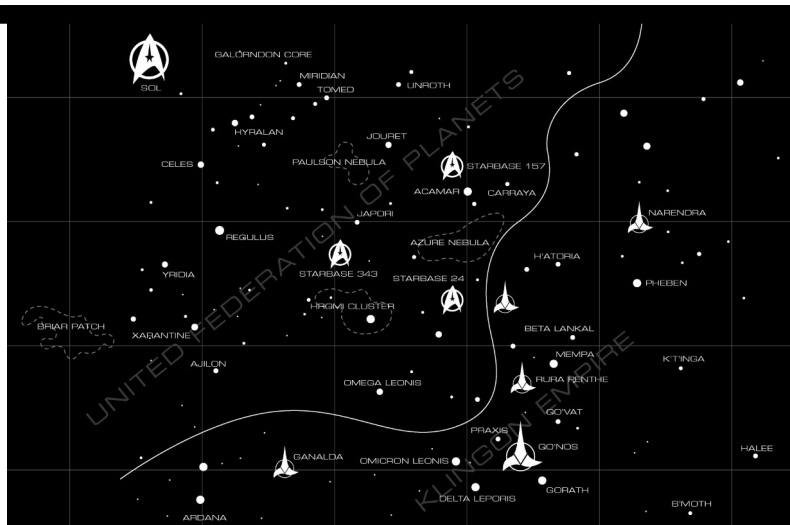 GALORNDON CORE
MIRIDIAN
SOL
UNROTH
TOMED
HYRALAN
JOURET
CELES
PAULSON NEBULA
STARBASE 157
ACAMAR
CARRAYA
JAPORI
NARENDRA
REGULUS
AZURE NEBULA
H'ATORIA
YRIDIA
STARBASE 343
STARBASE 24
PHEBEN
HROMI CLUSTER
BRIAR PATCH
XARANTINE
BETA LANKAL
MEMPA
K'T'INGA
AJILON
RURA PENTHE
OMEGA LEONIS
UNITED FEDERATION OF PLANETS
GO'VAT
PRAXIS
QO'NOS
HALEE
GANALDA
OMICRON LEONIS
KLINGON EMPIRE
GORATH
DELTA LEPORIS
B'MOTH
ARDANA